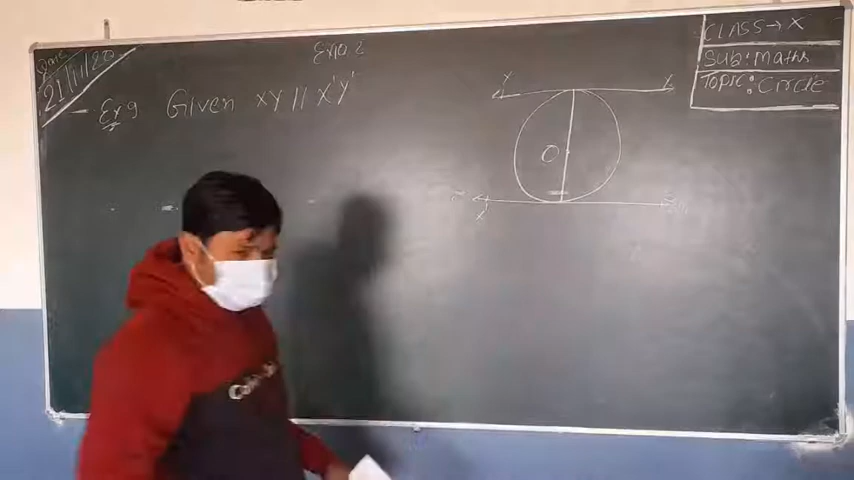 Date
21/11/20
Ex 10.2
CLASS → X
Sub: Maths
Topic: Circle
Ex 9 Given XY // X'Y'
X Y
O